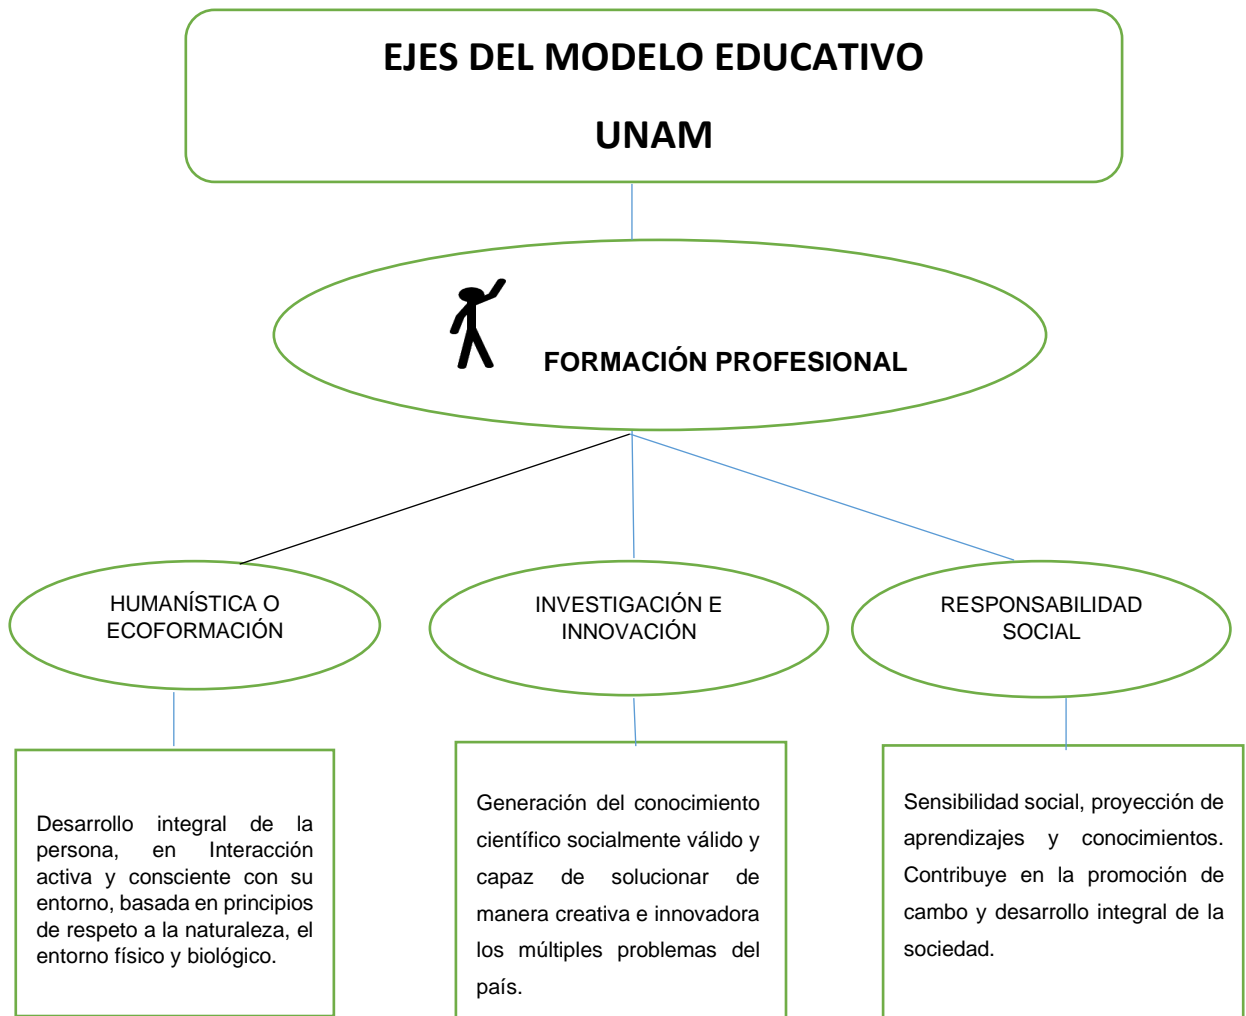 EJES DEL MODELO EDUCATIVO
UNAM
FORMACIÓN PROFESIONAL
HUMANÍSTICA O
ECOFORMACIÓN
INVESTIGACIÓN E
INNOVACIÓN
RESPONSABILIDAD
SOCIAL
Desarrollo integral de la
persona, en Interacción
activa y consciente con su
entorno, basada en principios
de respeto a la naturaleza, el
entorno físico y biológico.
Generación del conocimiento
científico socialmente válido y
capaz de solucionar de
manera creativa e innovadora
los múltiples problemas del
país.
Sensibilidad social, proyección de
aprendizajes y conocimientos.
Contribuye en la promoción de
cambo y desarrollo integral de la
sociedad.